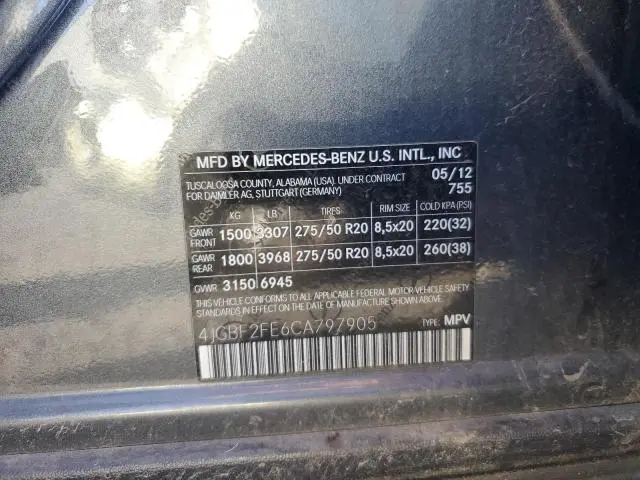 MFD BY MERCEDES-BENZ U.S. INTL., INC
TUSCALOOSA COUNTY, ALABAMA (USA). UNDER CONTRACT 05/12
FOR DAIMLER AG, STUTTGART (GERMANY) 755
KG LB TIRES RIM SIZE COLD KPA (PSI)
GAWR FRONT 1500 3307 275/50 R20 8,5x20 220(32)
GAWR REAR 1800 3968 275/50 R20 8,5x20 260(38)
GVWR 3150 6945
THIS VEHICLE CONFORMS TO ALL APPLICABLE FEDERAL MOTOR VEHICLE SAFETY
STANDARDS IN EFFECT ON THE DATE OF MANUFACTURE SHOWN ABOVE.
4JGBF2FE6CA797905 TYPE: MPV